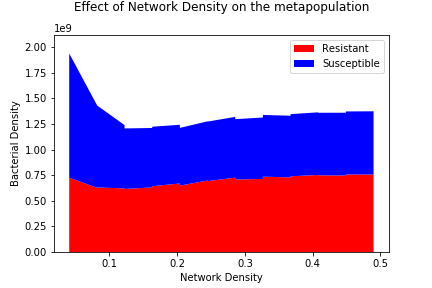 Effect of Network Density on the metapopulation
1e9
Resistant
Susceptible
2.00
1.75
1.50
1.25
1.00
0.75
0.50
0.25
0.00
Bacterial Density
0.1 0.2 0.3 0.4 0.5
Network Density